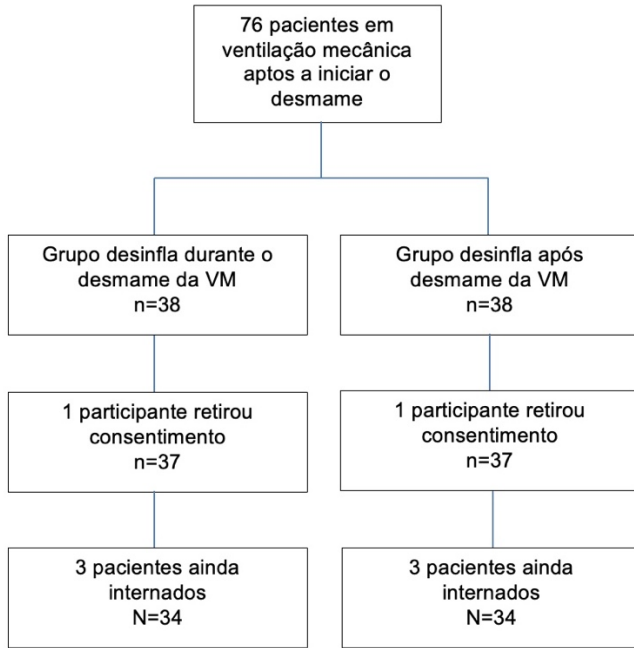 76 pacientes em
ventilação mecânica
aptos a iniciar o
desmame
Grupo desinfla durante o
desmame da VM
n=38
Grupo desinfla após
desmame da VM
n=38
1 participante retirou
consentimento
n=37
1 participante retirou
consentimento
n=37
3 pacientes ainda
internados
N=34
3 pacientes ainda
internados
N=34